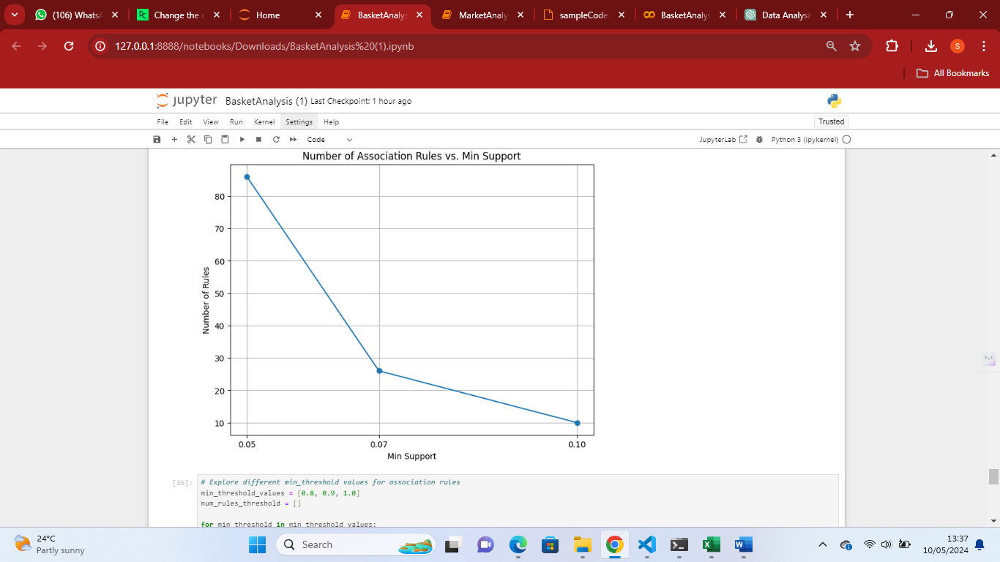 (106) Whats
Change the
Home
BasketAnaly
MarketAnaly
sampleCode
BasketAnaly
Data Analysi
127.0.0.1:8888/notebooks/Downloads/BasketAnalysis%20(1).ipynb
S
All Bookmarks
jupyter BasketAnalysis (1) Last Checkpoint: 1 hour ago
File Edit View Run Kernel Settings Help
Trusted
Code
JupyterLab
Python 3 (ipykernel)
Number of Association Rules vs. Min Support
80
70
60
50
40
30
20
10
Number of Rules
0.05 0.07 0.10
Min Support
[35]:
# Explore different min_threshold values for association rules
min_threshold_values = [0.8, 0.9, 1.0]
num_rules_threshold = []
for min_threshold in min_threshold_values:
24°C
Partly sunny
Search
13:37
10/05/2024